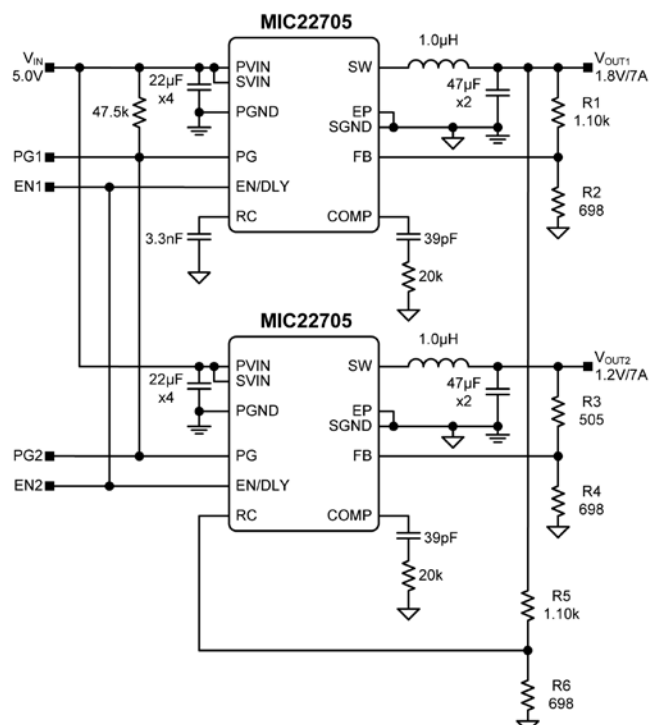 MIC22705
VIN
5.0V
47.5k
PG1
EN1
22µF
x4
3.3nF
PVIN
SVIN
PGND
PG
EN/DLY
RC
SW
EP
SGND
FB
COMP
1.0µH
47µF
x2
39pF
20k
VOUT1
1.8V/7A
R1
1.10k
R2
698
MIC22705
22µF
x4
PG2
EN2
PVIN
SVIN
PGND
PG
EN/DLY
RC
SW
EP
SGND
FB
COMP
1.0µH
47µF
x2
39pF
20k
VOUT2
1.2V/7A
R3
505
R4
698
R5
1.10k
R6
698